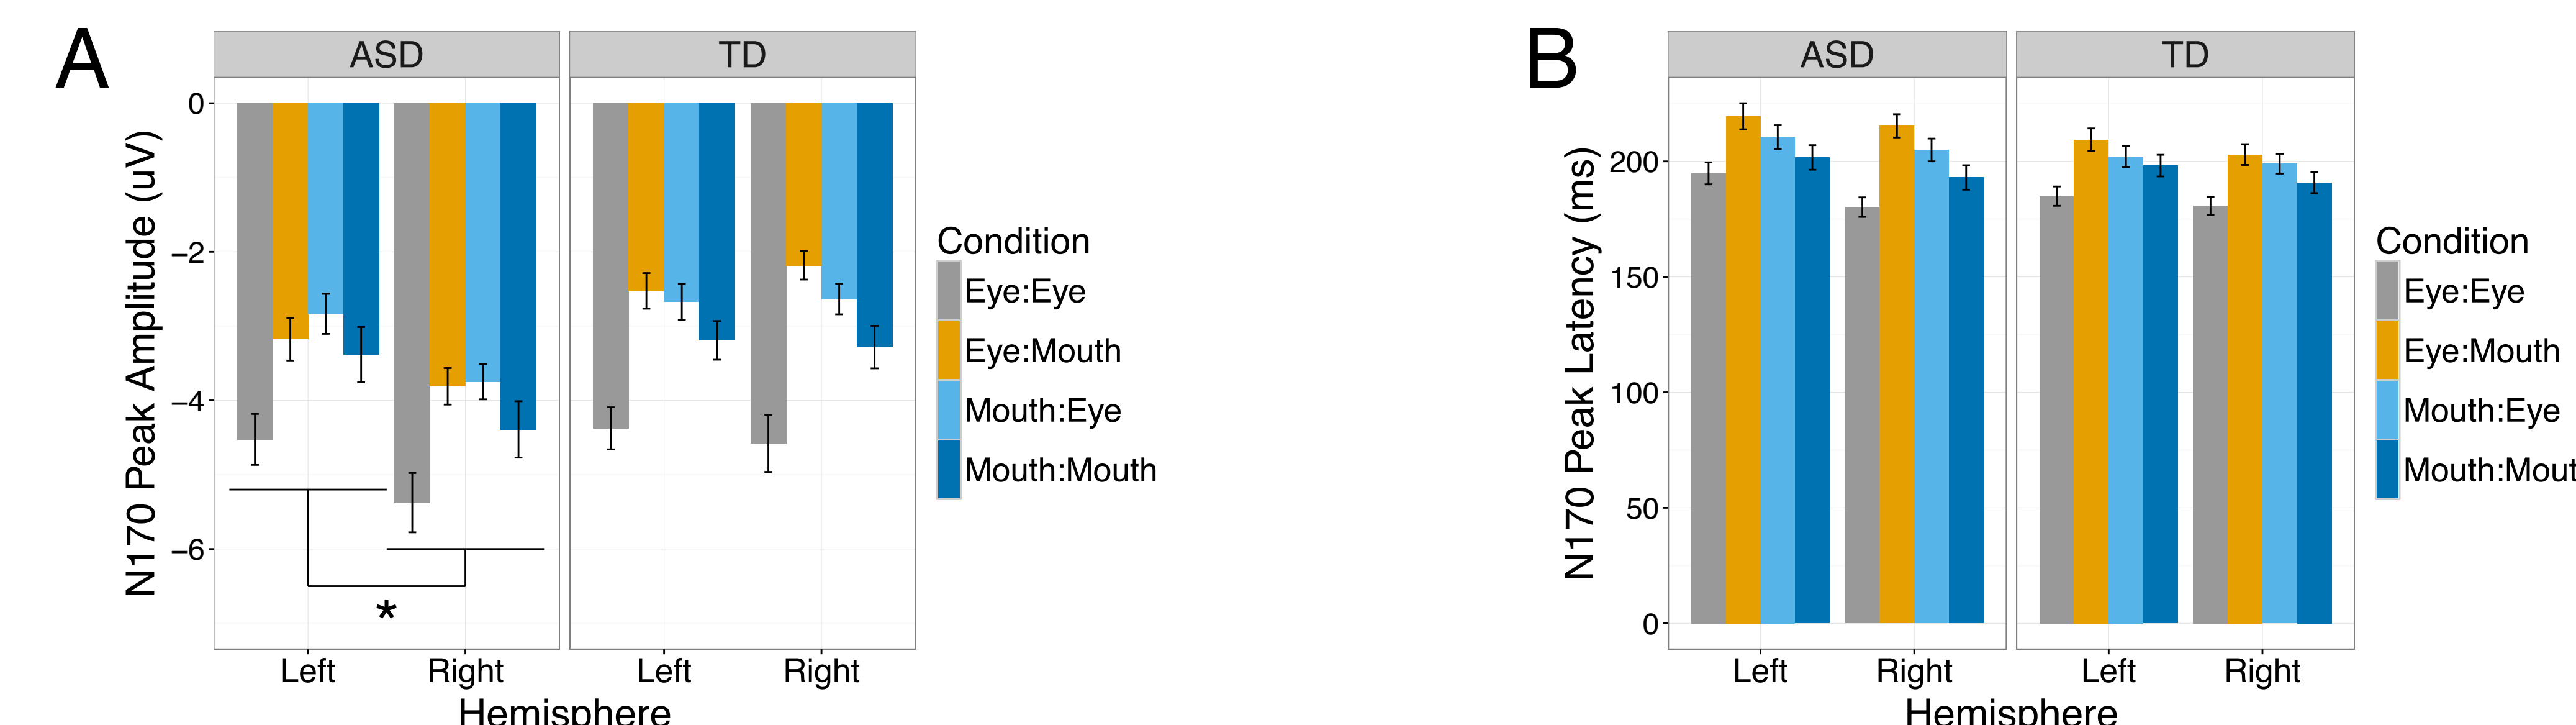 A
ASD
TD
N170 Peak Amplitude (uV)
0
−2
−4
−6
*
Left
Right
Left
Right
Hemisphere
Condition
Eye:Eye
Eye:Mouth
Mouth:Eye
Mouth:Mouth
B
ASD
TD
N170 Peak Latency (ms)
200
150
100
50
0
Left
Right
Left
Right
Hemisphere
Condition
Eye:Eye
Eye:Mouth
Mouth:Eye
Mouth:Mout